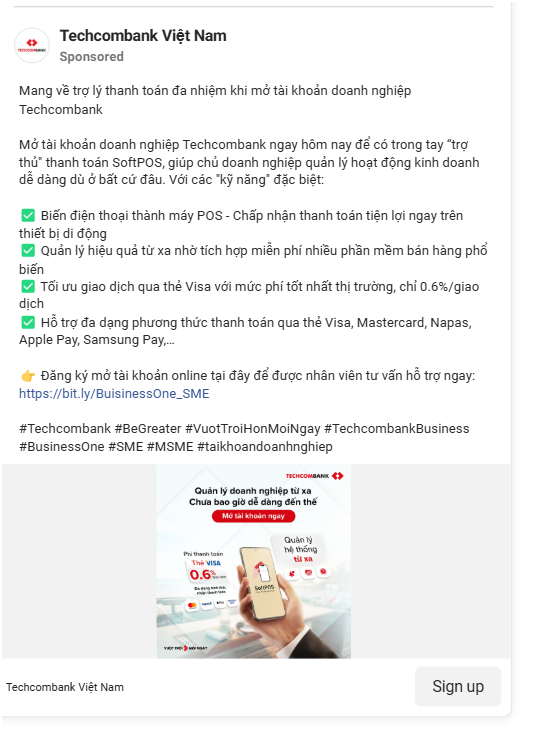 Techcombank Việt Nam
Sponsored
Mang về trợ lý thanh toán đa nhiệm khi mở tài khoản doanh nghiệp
Techcombank
Mở tài khoản doanh nghiệp Techcombank ngay hôm nay để có trong tay “trợ
thủ" thanh toán SoftPOS, giúp chủ doanh nghiệp quản lý hoạt động kinh doanh
dễ dàng dù ở bất cứ đâu. Với các "kỹ năng" đặc biệt:
✅ Biến điện thoại thành máy POS - Chấp nhận thanh toán tiện lợi ngay trên
thiết bị di động
✅ Quản lý hiệu quả từ xa nhờ tích hợp miễn phí nhiều phần mềm bán hàng phổ
biến
✅ Tối ưu giao dịch qua thẻ Visa với mức phí tốt nhất thị trường, chỉ 0.6%/giao
dịch
✅ Hỗ trợ đa dạng phương thức thanh toán qua thẻ Visa, Mastercard, Napas,
Apple Pay, Samsung Pay,...
👉 Đăng ký mở tài khoản online tại đây để được nhân viên tư vấn hỗ trợ ngay:
https://bit.ly/BuisinessOne_SME
#Techcombank #BeGreater #VuotTroiHonMoiNgay #TechcombankBusiness
#BusinessOne #SME #MSME #taikhoandoanhnghiep
TECHCOMBANK
Quản lý doanh nghiệp từ xa
Chưa bao giờ dễ dàng đến thế
Mở tài khoản ngay
Quản lý
hệ thống
từ xa
Phí thanh toán
Thẻ VISA
0.6%
SoftPOS
VƯỢT TRỘI MỖI NGÀY
Techcombank Việt Nam
Sign up